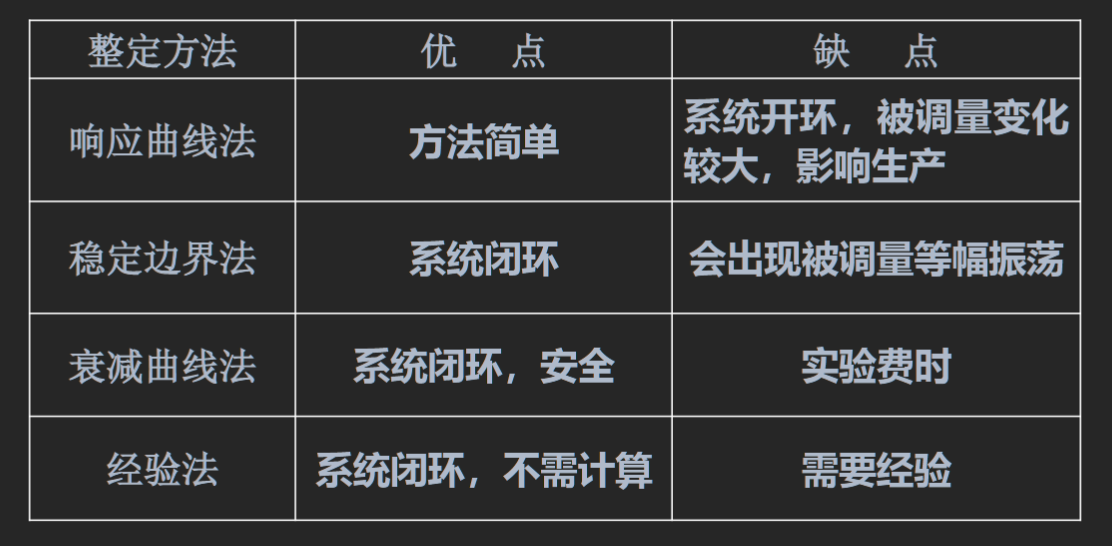 整定方法 优 点 缺 点
响应曲线法 方法简单 系统开环，被调量变化
较大，影响生产
稳定边界法 系统闭环 会出现被调量等幅振荡
衰减曲线法 系统闭环，安全 实验费时
经验法 系统闭环，不需计算 需要经验